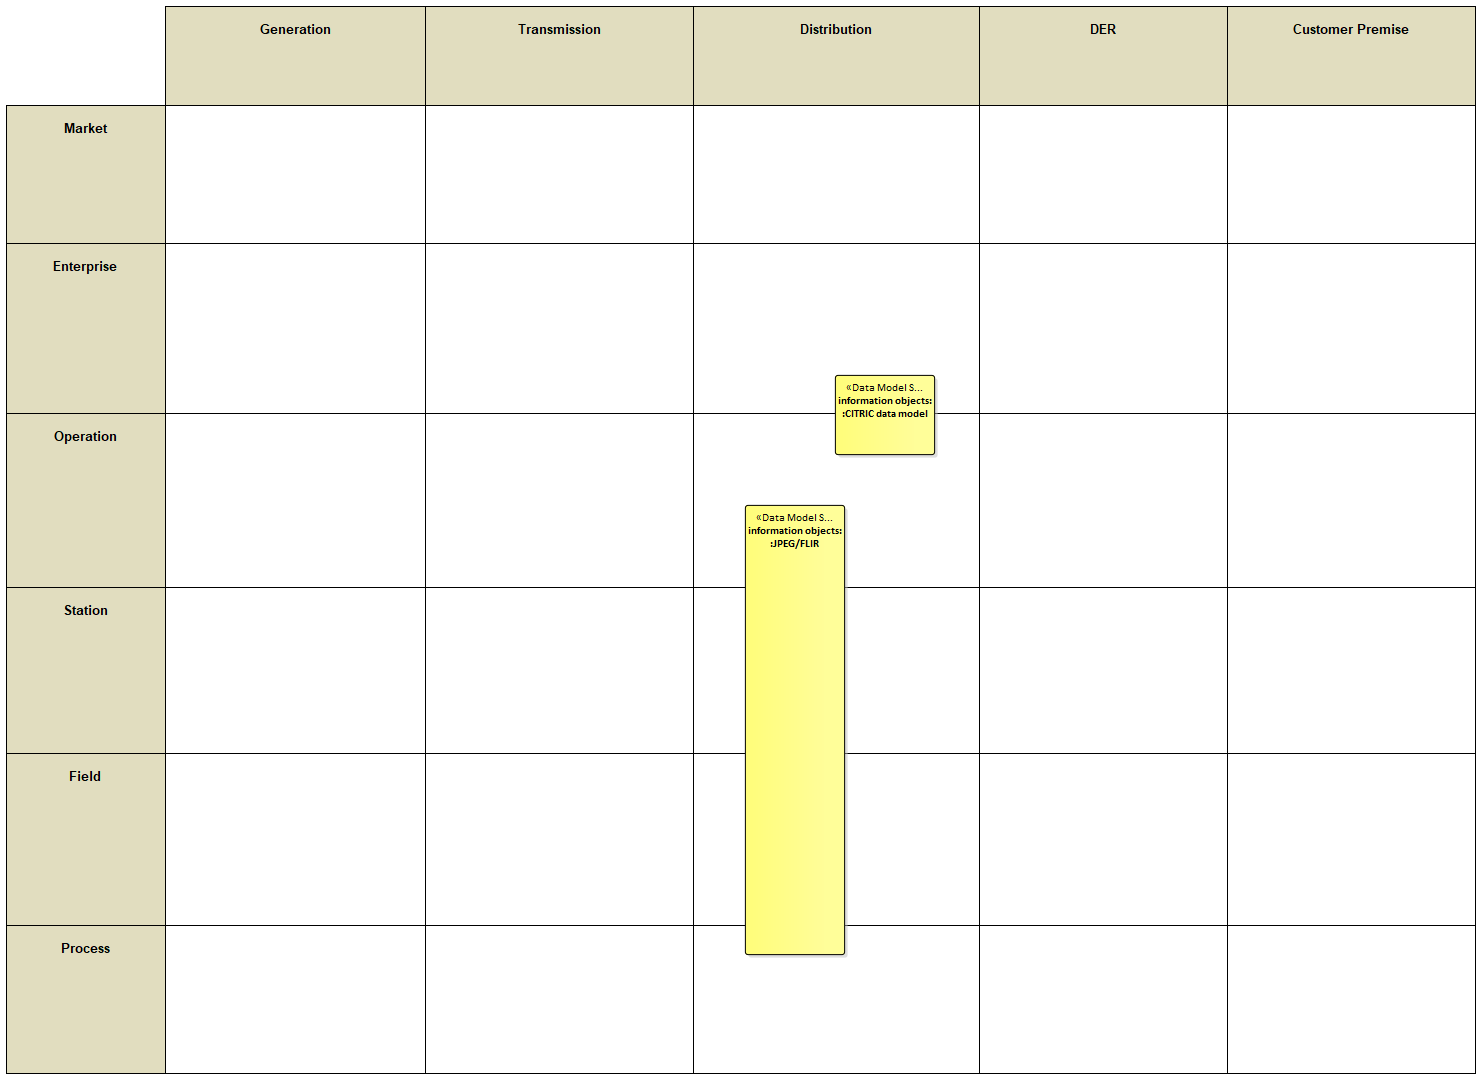 Generation
Transmission
Distribution
DER
Customer Premise
Market
Enterprise
«Data Model S...
information objects:
:CITRIC data model
Operation
«Data Model S...
information objects:
:JPEG/FLIR
Station
Field
Process